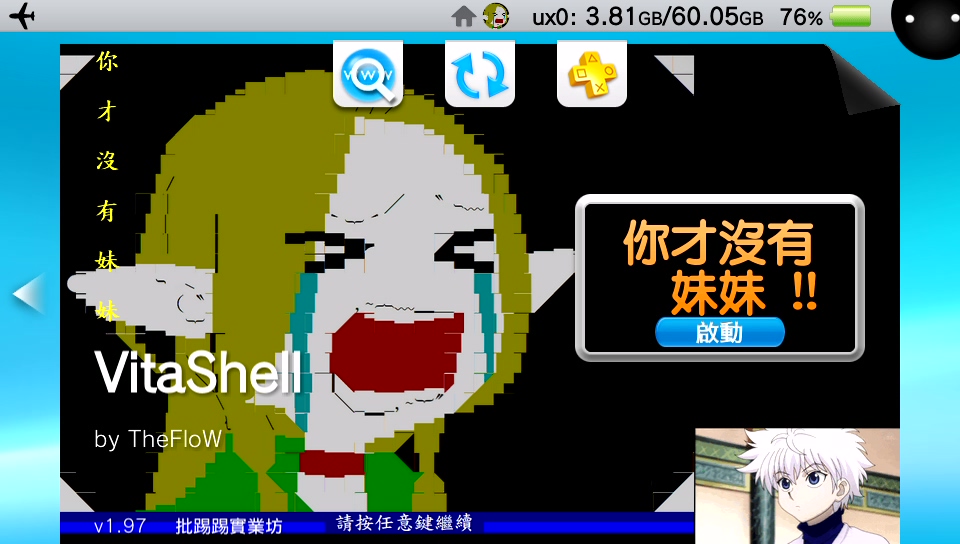 ux0: 3.81GB/60.05GB 76%
你才沒有妹妹
WWW
你才沒有
妹妹 !!
啟動
VitaShell
by TheFloW
v1.97 批踢踢實業坊 請按任意鍵繼續